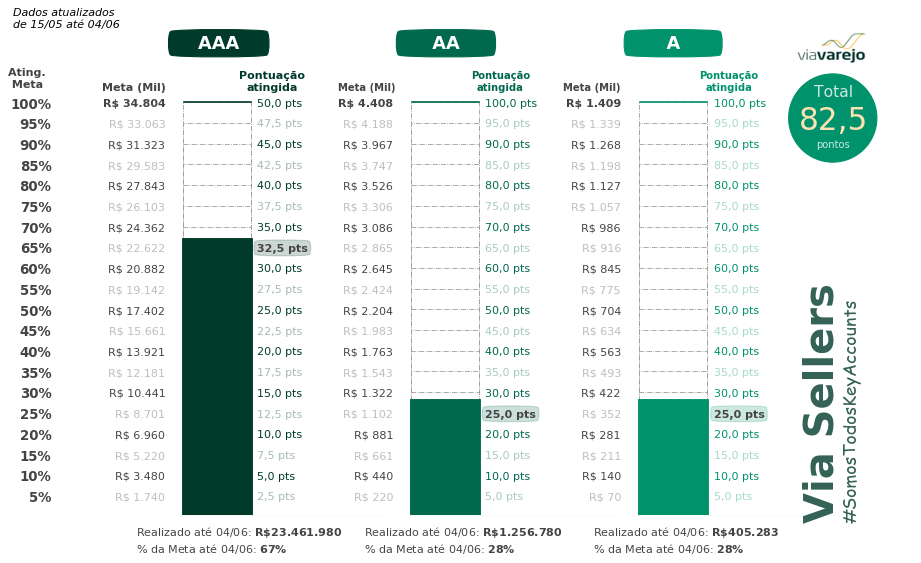 Dados atualizados
de 15/05 até 04/06
AAA
AA
A
viavarejo
Total
82,5
pontos
Ating. Meta
Meta (Mil)
Pontuação atingida
Meta (Mil)
Pontuação atingida
Meta (Mil)
Pontuação atingida
100% R$ 34.804 50,0 pts R$ 4.408 100,0 pts R$ 1.409 100,0 pts
95% R$ 33.063 47,5 pts R$ 4.188 95,0 pts R$ 1.339 95,0 pts
90% R$ 31.323 45,0 pts R$ 3.967 90,0 pts R$ 1.268 90,0 pts
85% R$ 29.583 42,5 pts R$ 3.747 85,0 pts R$ 1.198 85,0 pts
80% R$ 27.843 40,0 pts R$ 3.526 80,0 pts R$ 1.127 80,0 pts
75% R$ 26.103 37,5 pts R$ 3.306 75,0 pts R$ 1.057 75,0 pts
70% R$ 24.362 35,0 pts R$ 3.086 70,0 pts R$ 986 70,0 pts
65% R$ 22.622 32,5 pts R$ 2.865 65,0 pts R$ 916 65,0 pts
60% R$ 20.882 30,0 pts R$ 2.645 60,0 pts R$ 845 60,0 pts
55% R$ 19.142 27,5 pts R$ 2.424 55,0 pts R$ 775 55,0 pts
50% R$ 17.402 25,0 pts R$ 2.204 50,0 pts R$ 704 50,0 pts
45% R$ 15.661 22,5 pts R$ 1.983 45,0 pts R$ 634 45,0 pts
40% R$ 13.921 20,0 pts R$ 1.763 40,0 pts R$ 563 40,0 pts
35% R$ 12.181 17,5 pts R$ 1.543 35,0 pts R$ 493 35,0 pts
30% R$ 10.441 15,0 pts R$ 1.322 30,0 pts R$ 422 30,0 pts
25% R$ 8.701 12,5 pts R$ 1.102 25,0 pts R$ 352 25,0 pts
20% R$ 6.960 10,0 pts R$ 881 20,0 pts R$ 281 20,0 pts
15% R$ 5.220 7,5 pts R$ 661 15,0 pts R$ 211 15,0 pts
10% R$ 3.480 5,0 pts R$ 440 10,0 pts R$ 140 10,0 pts
5% R$ 1.740 2,5 pts R$ 220 5,0 pts R$ 70 5,0 pts
Realizado até 04/06: R$23.461.980
% da Meta até 04/06: 67%
Realizado até 04/06: R$1.256.780
% da Meta até 04/06: 28%
Realizado até 04/06: R$405.283
% da Meta até 04/06: 28%
Via Sellers
#SomosTodosKeyAccounts